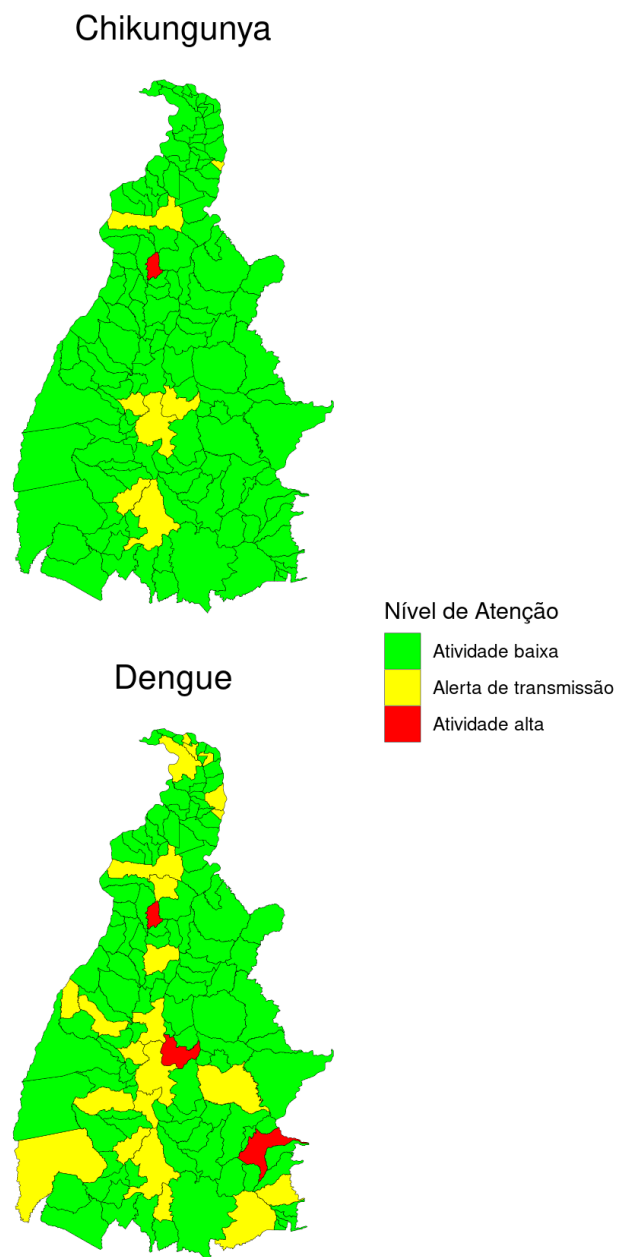 Chikungunya
Nível de Atenção
Atividade baixa
Alerta de transmissão
Atividade alta
Dengue